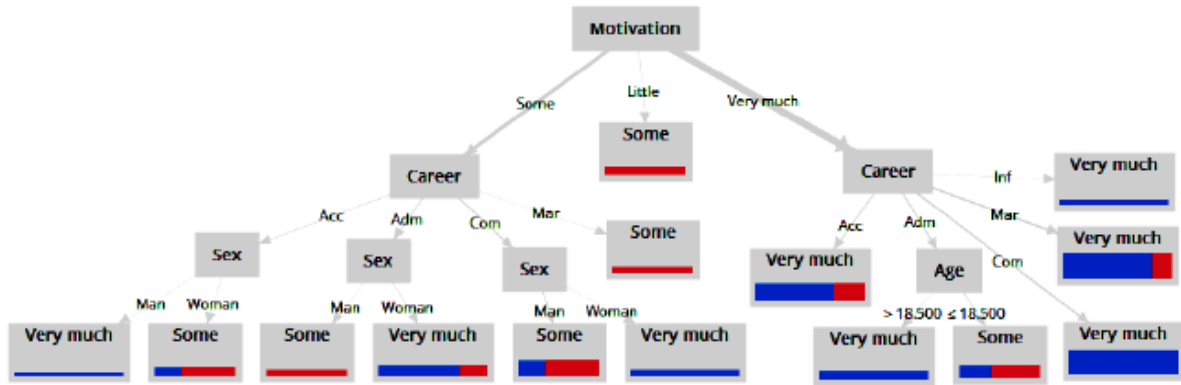 Motivation
Some
Little
Very much
Some
Career
Career
Inf
Very much
Acc
Adm
Com
Mar
Acc
Adm
Com
Mar
Sex
Sex
Sex
Some
Very much
Age
Very much
Man
Woman
Man
Woman
Man
Woman
> 18.500
≤ 18.500
Very much
Some
Some
Very much
Some
Very much
Very much
Some
Very much